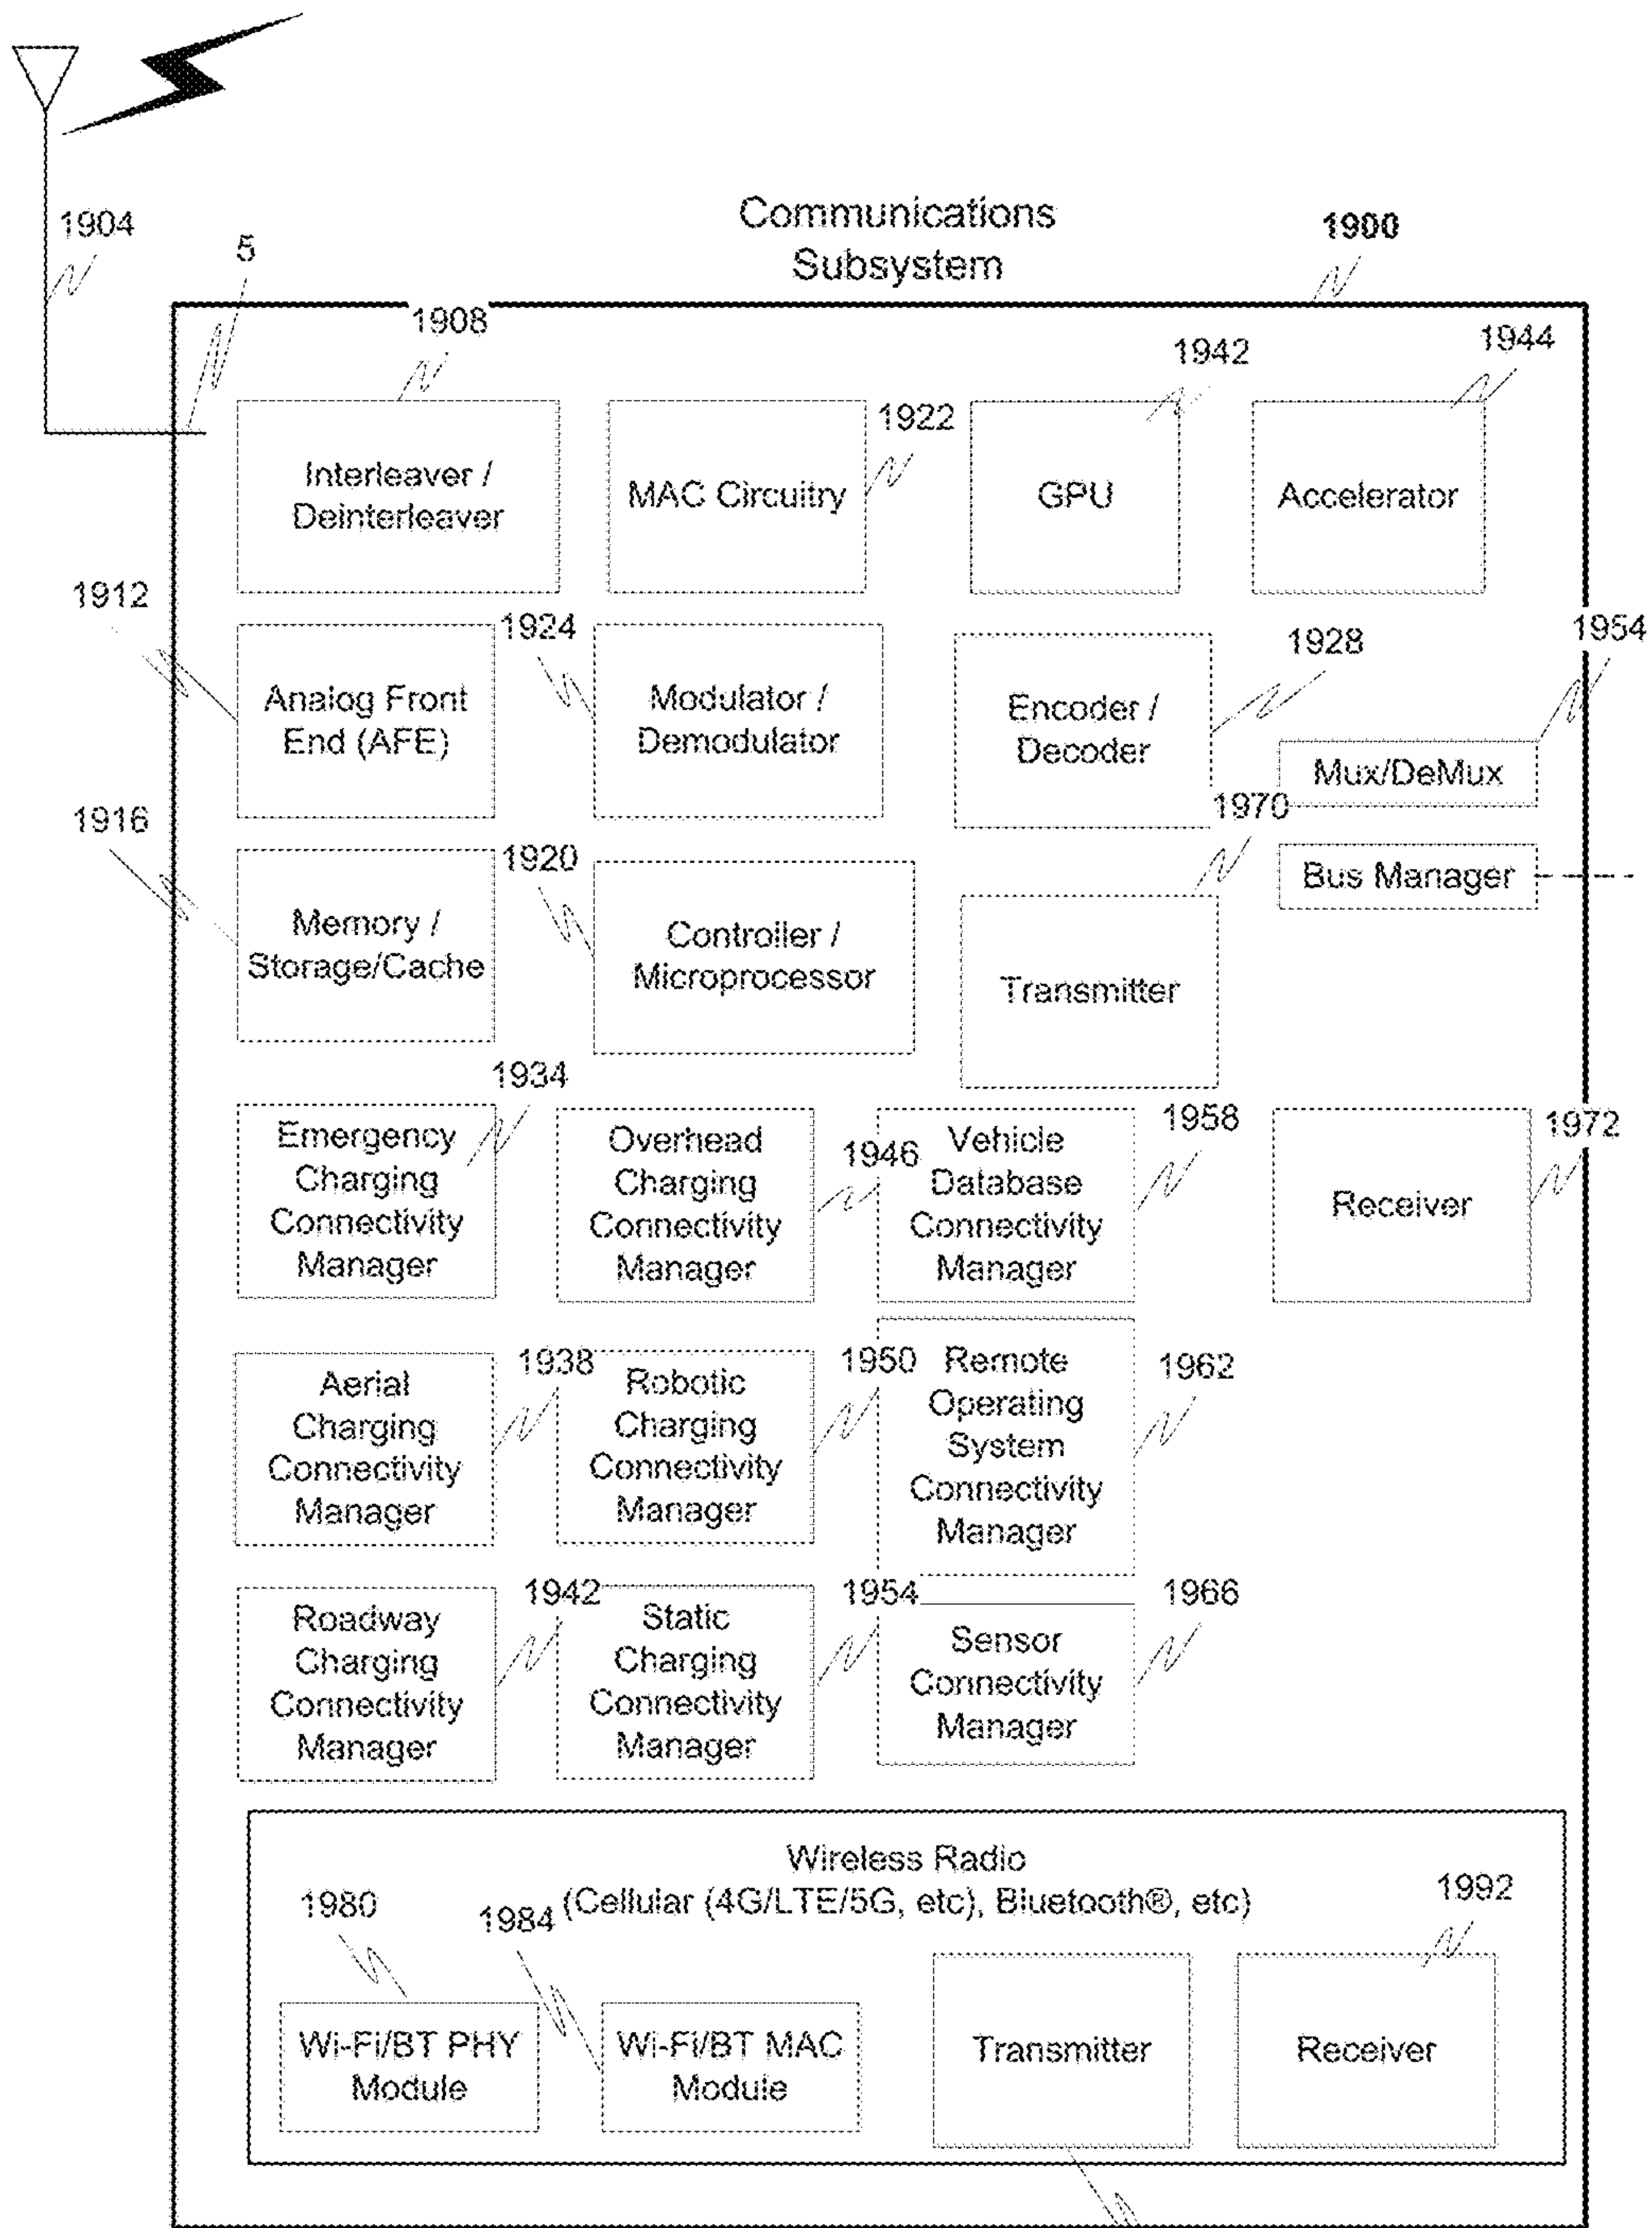 1904
5
Communications
Subsystem
1900
1908
1942
1944
1922
Interleaver /
Deinterleaver
MAC Circuitry
GPU
Accelerator
1912
1924
1928
1954
Analog Front
End (AFE)
Modulator /
Demodulator
Encoder /
Decoder
Mux/DeMux
1970
1916
1920
Bus Manager
Memory /
Storage/Cache
Controller /
Microprocessor
Transmitter
1934
Emergency
Charging
Connectivity
Manager
Overhead
Charging
Connectivity
Manager
1946
Vehicle
Database
Connectivity
Manager
1958
Receiver
1972
Aerial
Charging
Connectivity
Manager
1938
Robotic
Charging
Connectivity
Manager
1950
Remote
Operating
System
Connectivity
Manager
1962
Roadway
Charging
Connectivity
Manager
1942
Static
Charging
Connectivity
Manager
1954
Sensor
Connectivity
Manager
1966
Wireless Radio
(Cellular (4G/LTE/5G, etc), Bluetooth®, etc)
1980
1984
1992
Wi-Fi/BT PHY
Module
Wi-Fi/BT MAC
Module
Transmitter
Receiver